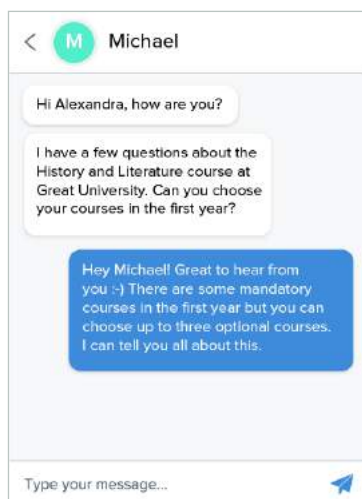 M Michael
Hi Alexandra, how are you?
I have a few questions about the
History and Literature course at
Great University. Can you choose
your courses in the first year?
Hey Michael! Great to hear from
you :-) There are some mandatory
courses in the first year but you can
choose up to three optional courses.
I can tell you all about this.
Type your message...